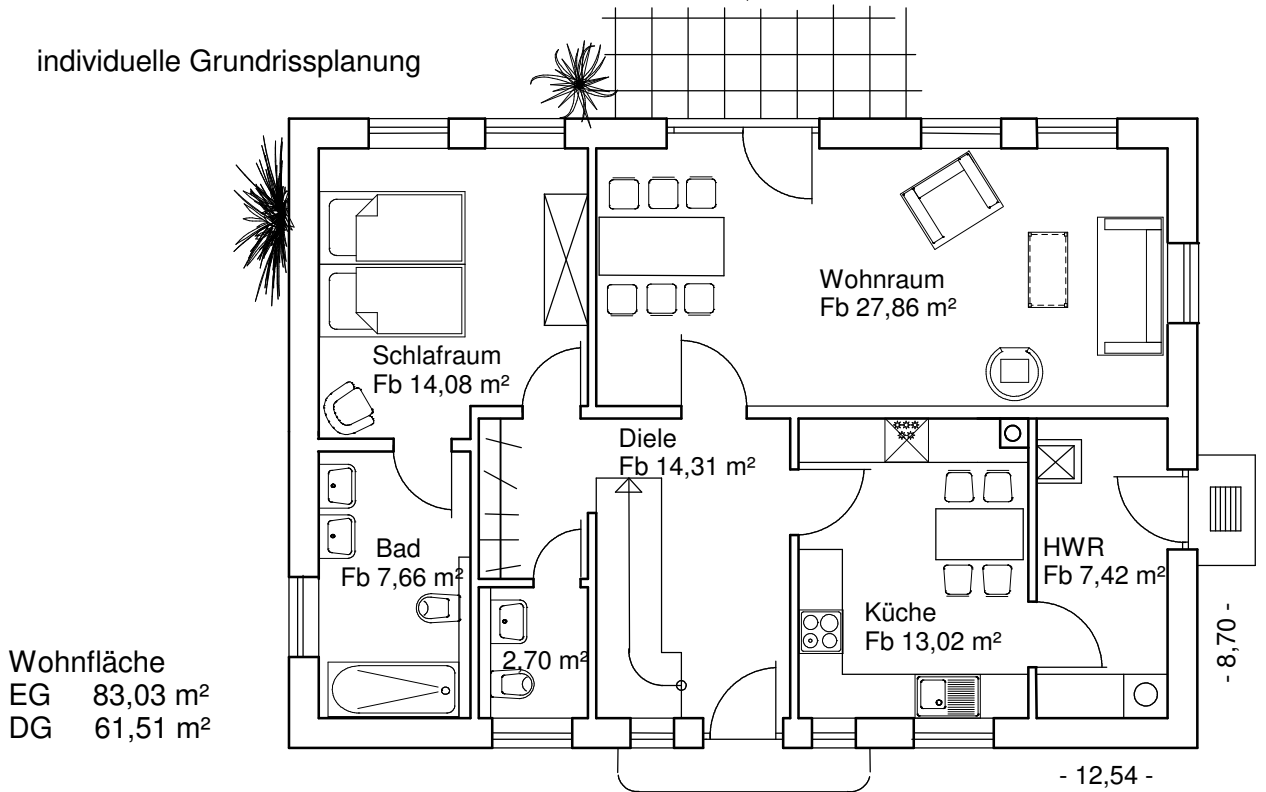 individuelle Grundrissplanung
Wohnraum
Fb 27,86 m²
Schlafraum
Fb 14,08 m²
Diele
Fb 14,31 m²
Bad
Fb 7,66 m²
HWR
Fb 7,42 m²
Küche
Fb 13,02 m²
2,70 m²
- 8,70 -
Wohnfläche
EG 83,03 m²
DG 61,51 m²
- 12,54 -